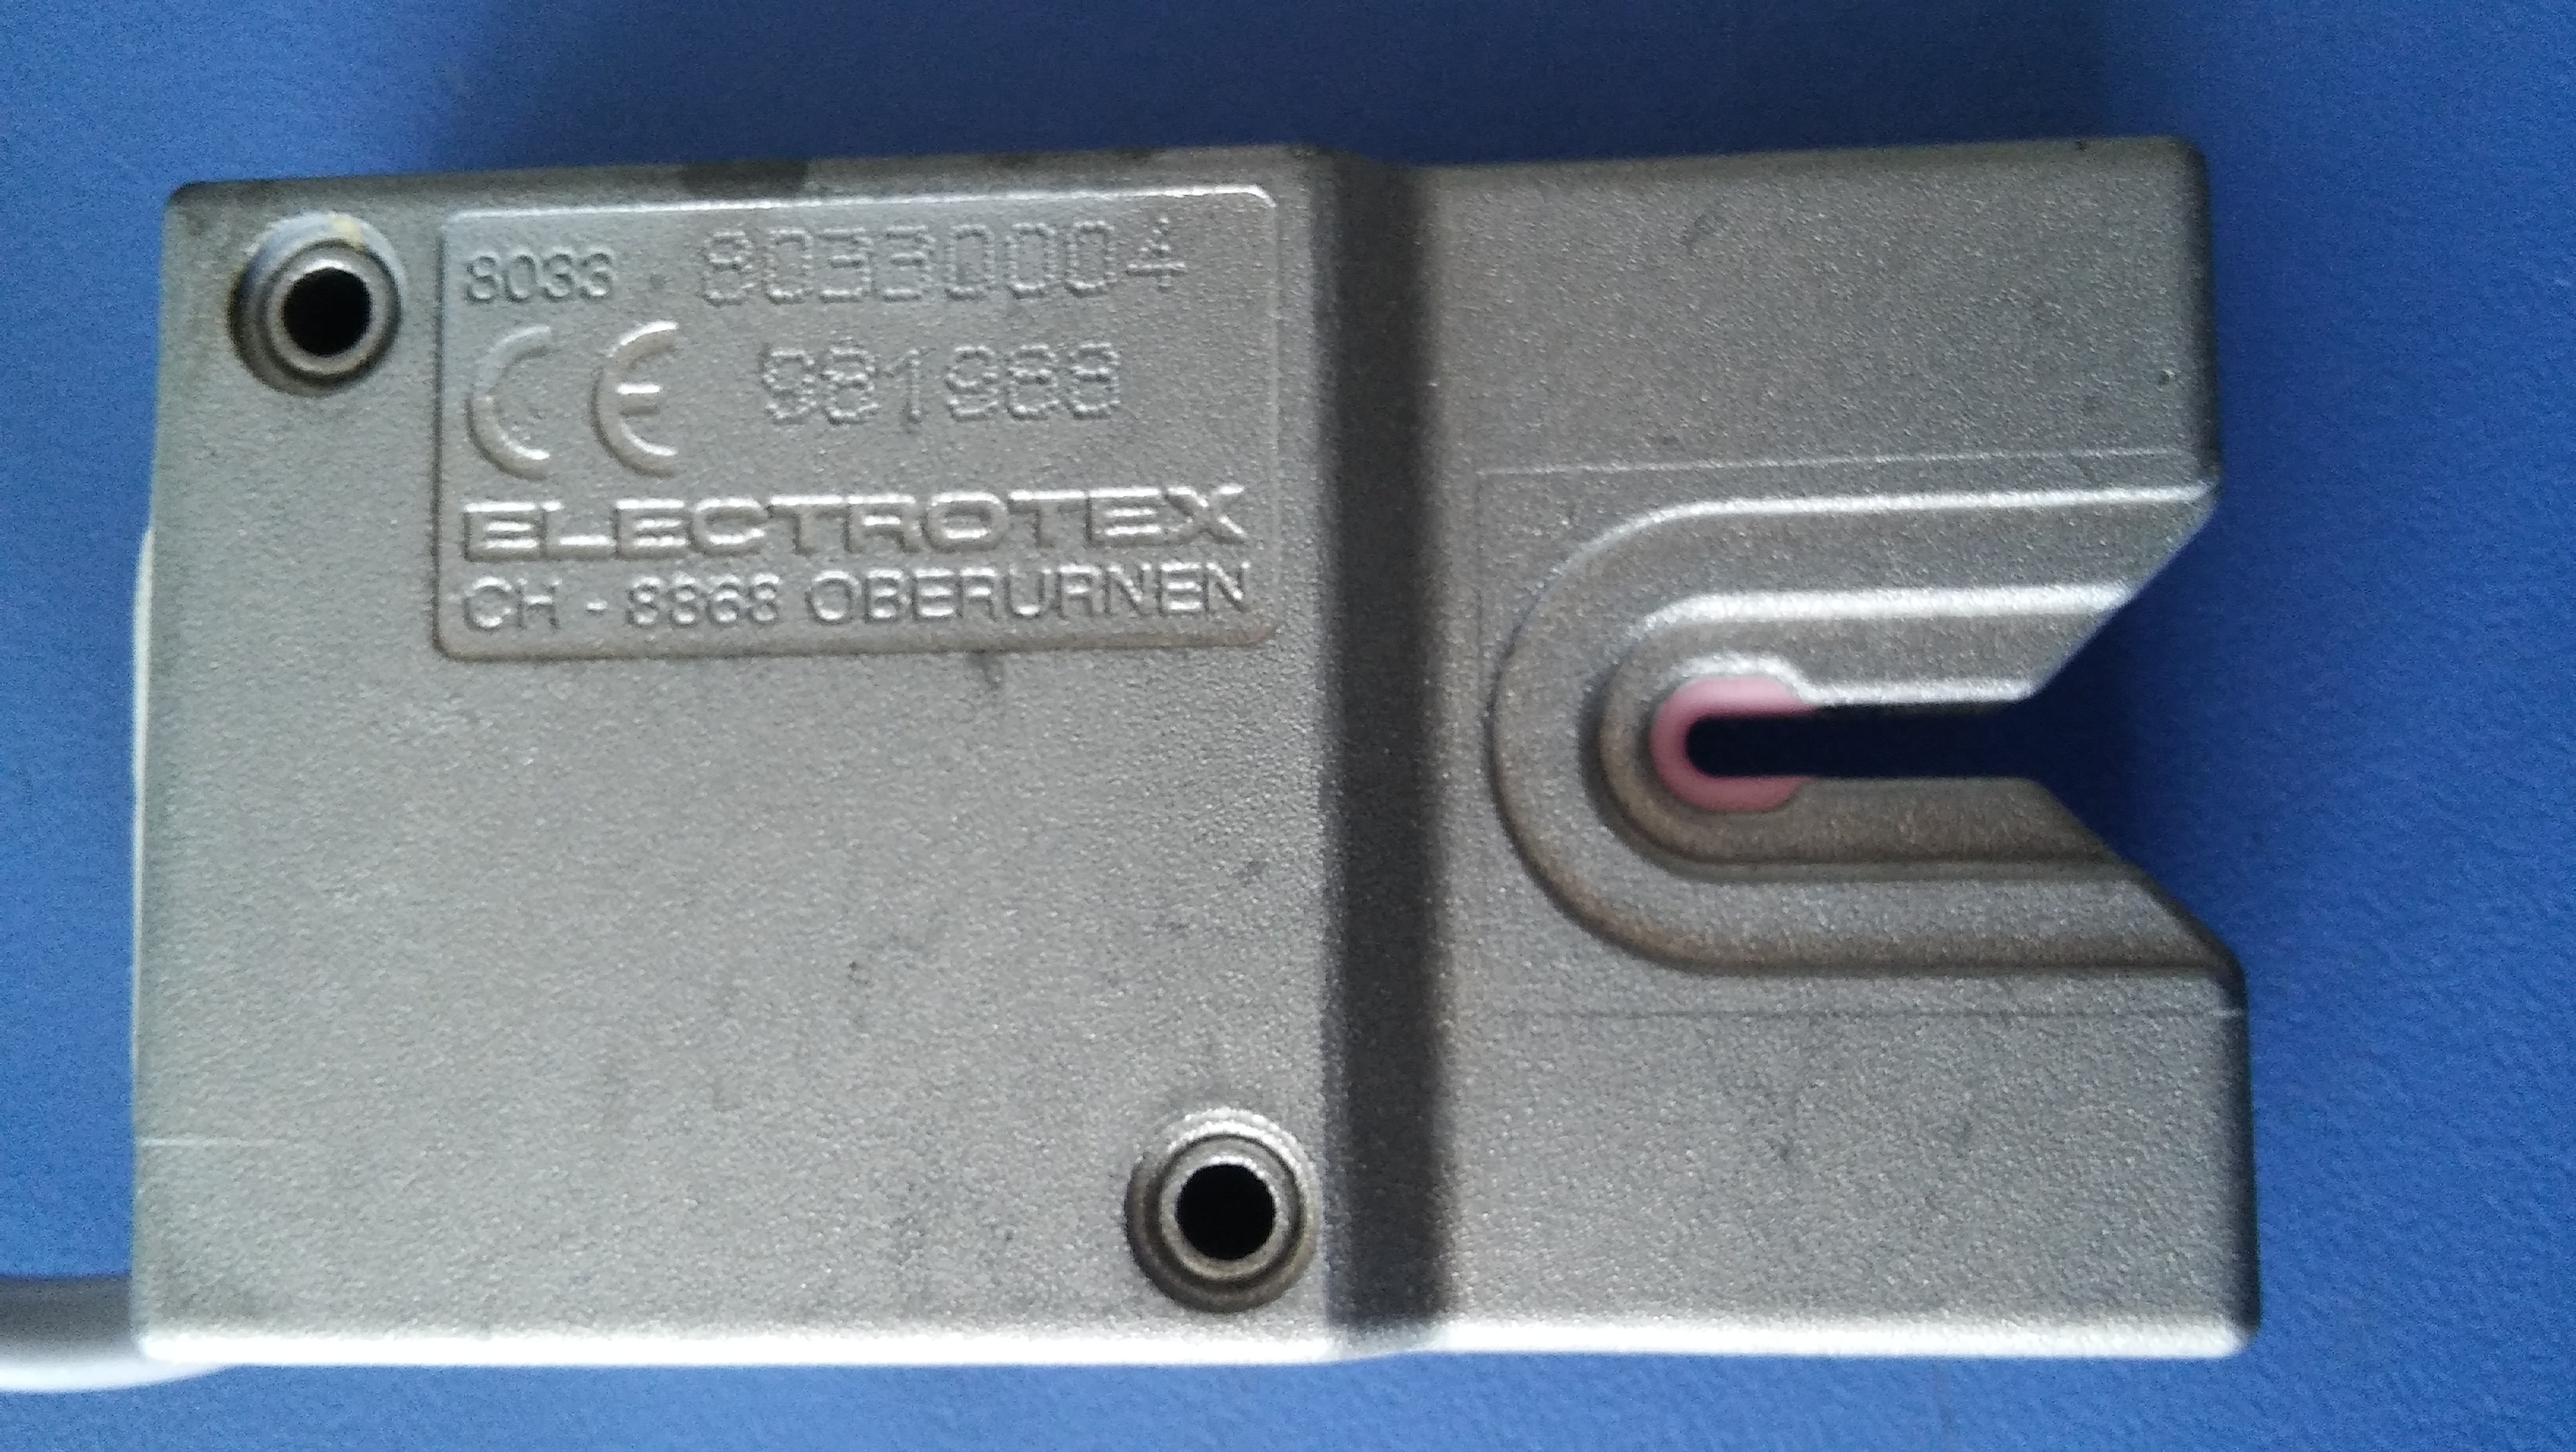 8033 80330004
CE 981988
ELECTROTEX
CH - 8868 OBERURNEN